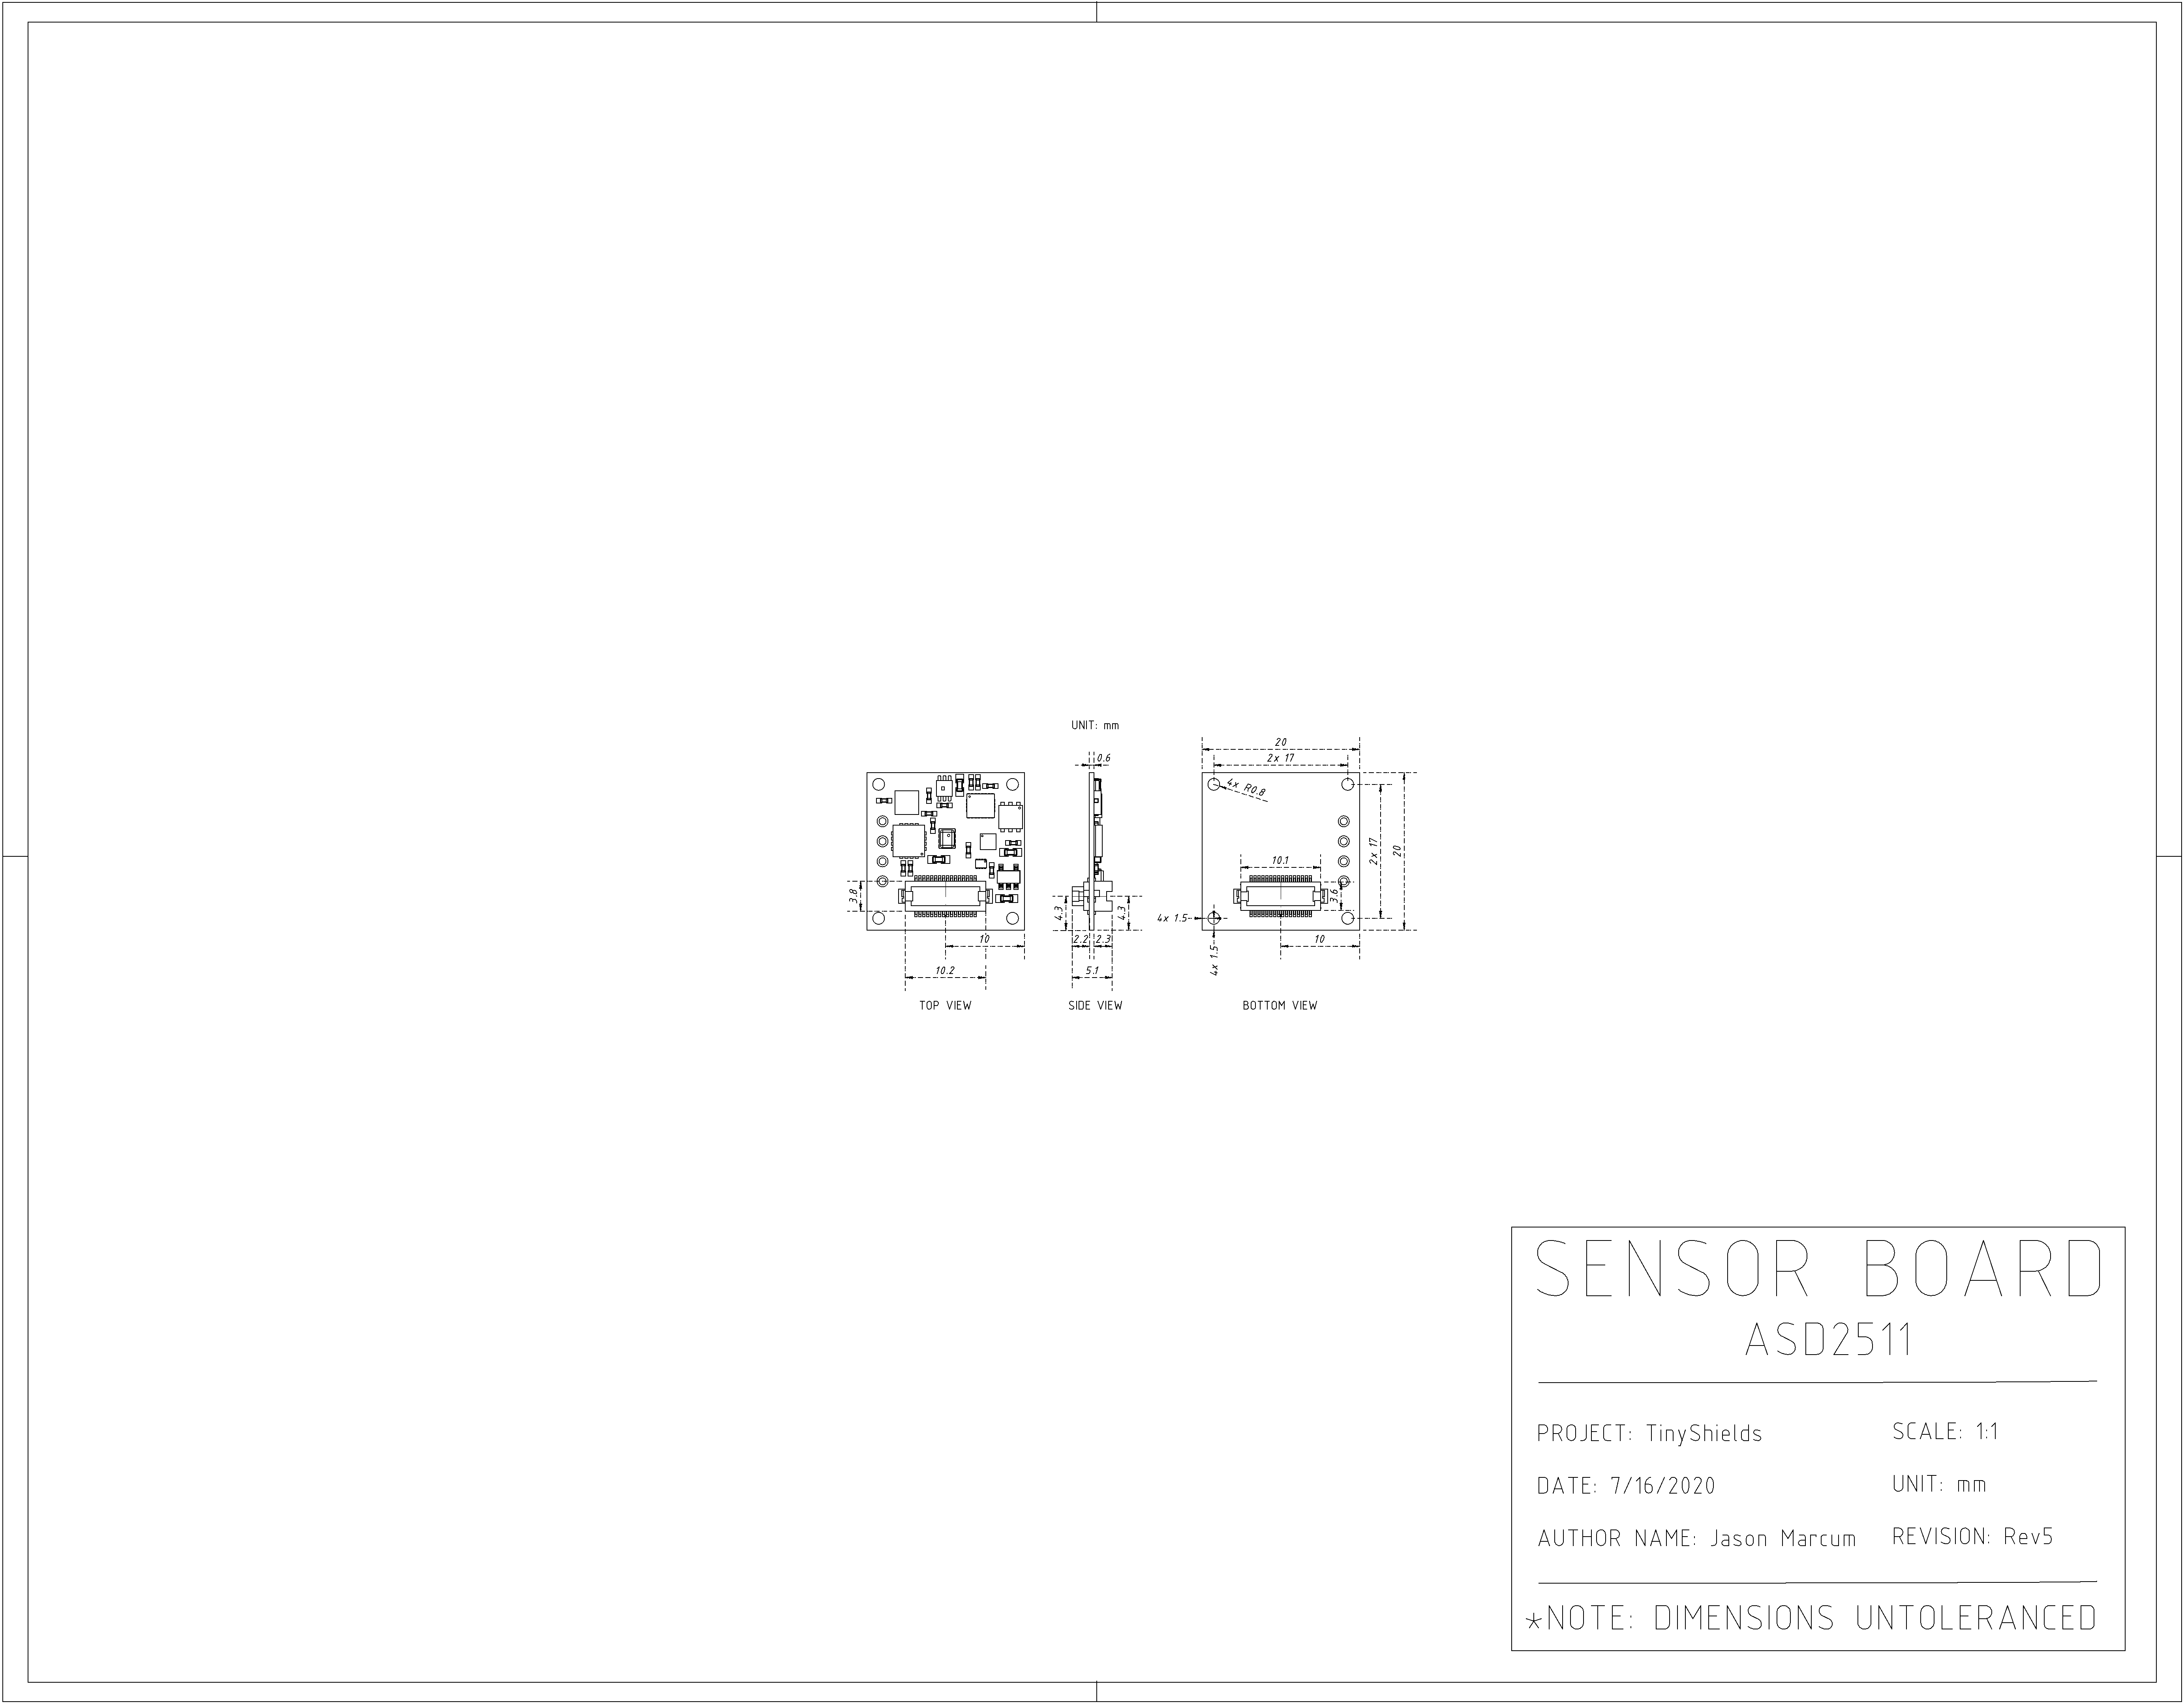 UNIT: mm
20
0.6
2x 17
4x R0.8
2x 17
20
10.1
3.8
4.3
4.3
3.6
4x 1.5
10
2.2
2.3
10
4x 1.5
10.2
5.1
TOP VIEW
SIDE VIEW
BOTTOM VIEW
SENSOR BOARD
ASD2511
PROJECT: TinyShields
SCALE: 1:1
DATE: 7/16/2020
UNIT: mm
AUTHOR NAME: Jason Marcum
REVISION: Rev5
*NOTE: DIMENSIONS UNTOLERANCED